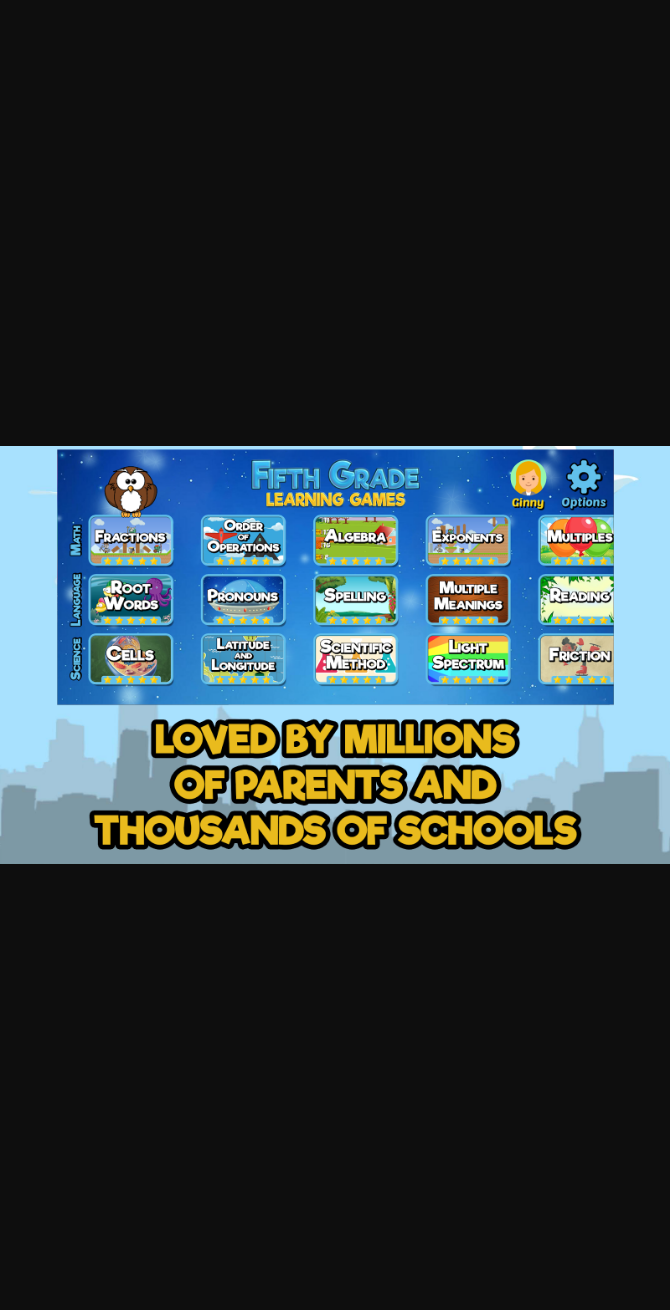 Fifth Grade
Learning Games
Ginny
Options
Math
Fractions
Order
of
Operations
Algebra
Exponents
Multiples
Language
Root
Words
Pronouns
Spelling
Multiple
Meanings
Reading
Science
Cells
Latitude
and
Longitude
Scientific
Method
Light
Spectrum
Friction
LOVED BY MILLIONS
OF PARENTS AND
THOUSANDS OF SCHOOLS